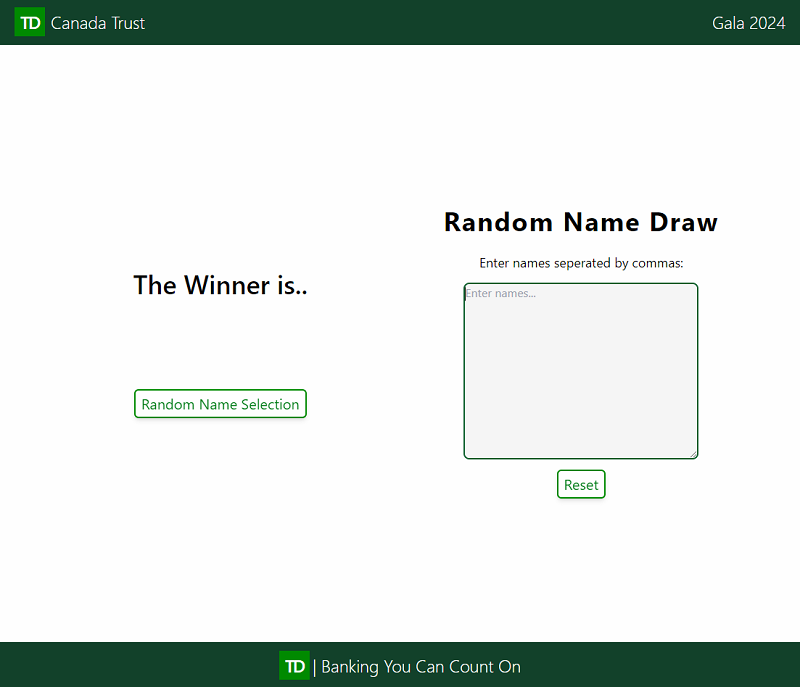 TD Canada Trust
Gala 2024
The Winner is..
Random Name Selection
Random Name Draw
Enter names seperated by commas:
Enter names...
Reset
TD | Banking You Can Count On